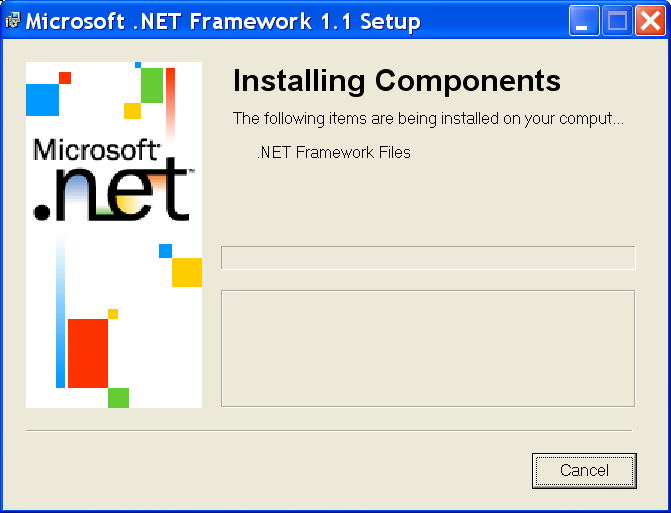 Microsoft .NET Framework 1.1 Setup
Installing Components
The following items are being installed on your comput...
.NET Framework Files
Microsoft
.net™
Cancel